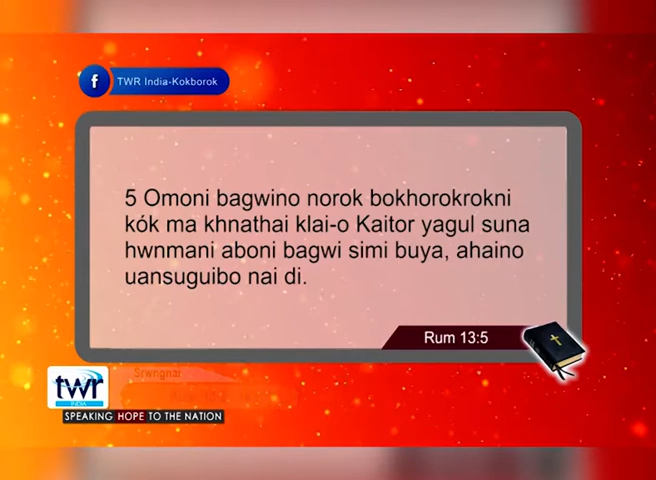 f TWR India-Kokborok
5 Omoni bagwino norok bokhorokrokni
kók ma khnathai klai-o Kaitor yagul suna
hwnmani aboni bagwi simi buya, ahaino
uansuguibo nai di.
Rum 13:5
Srwngnai
twr
INDIA
SPEAKING HOPE TO THE NATION